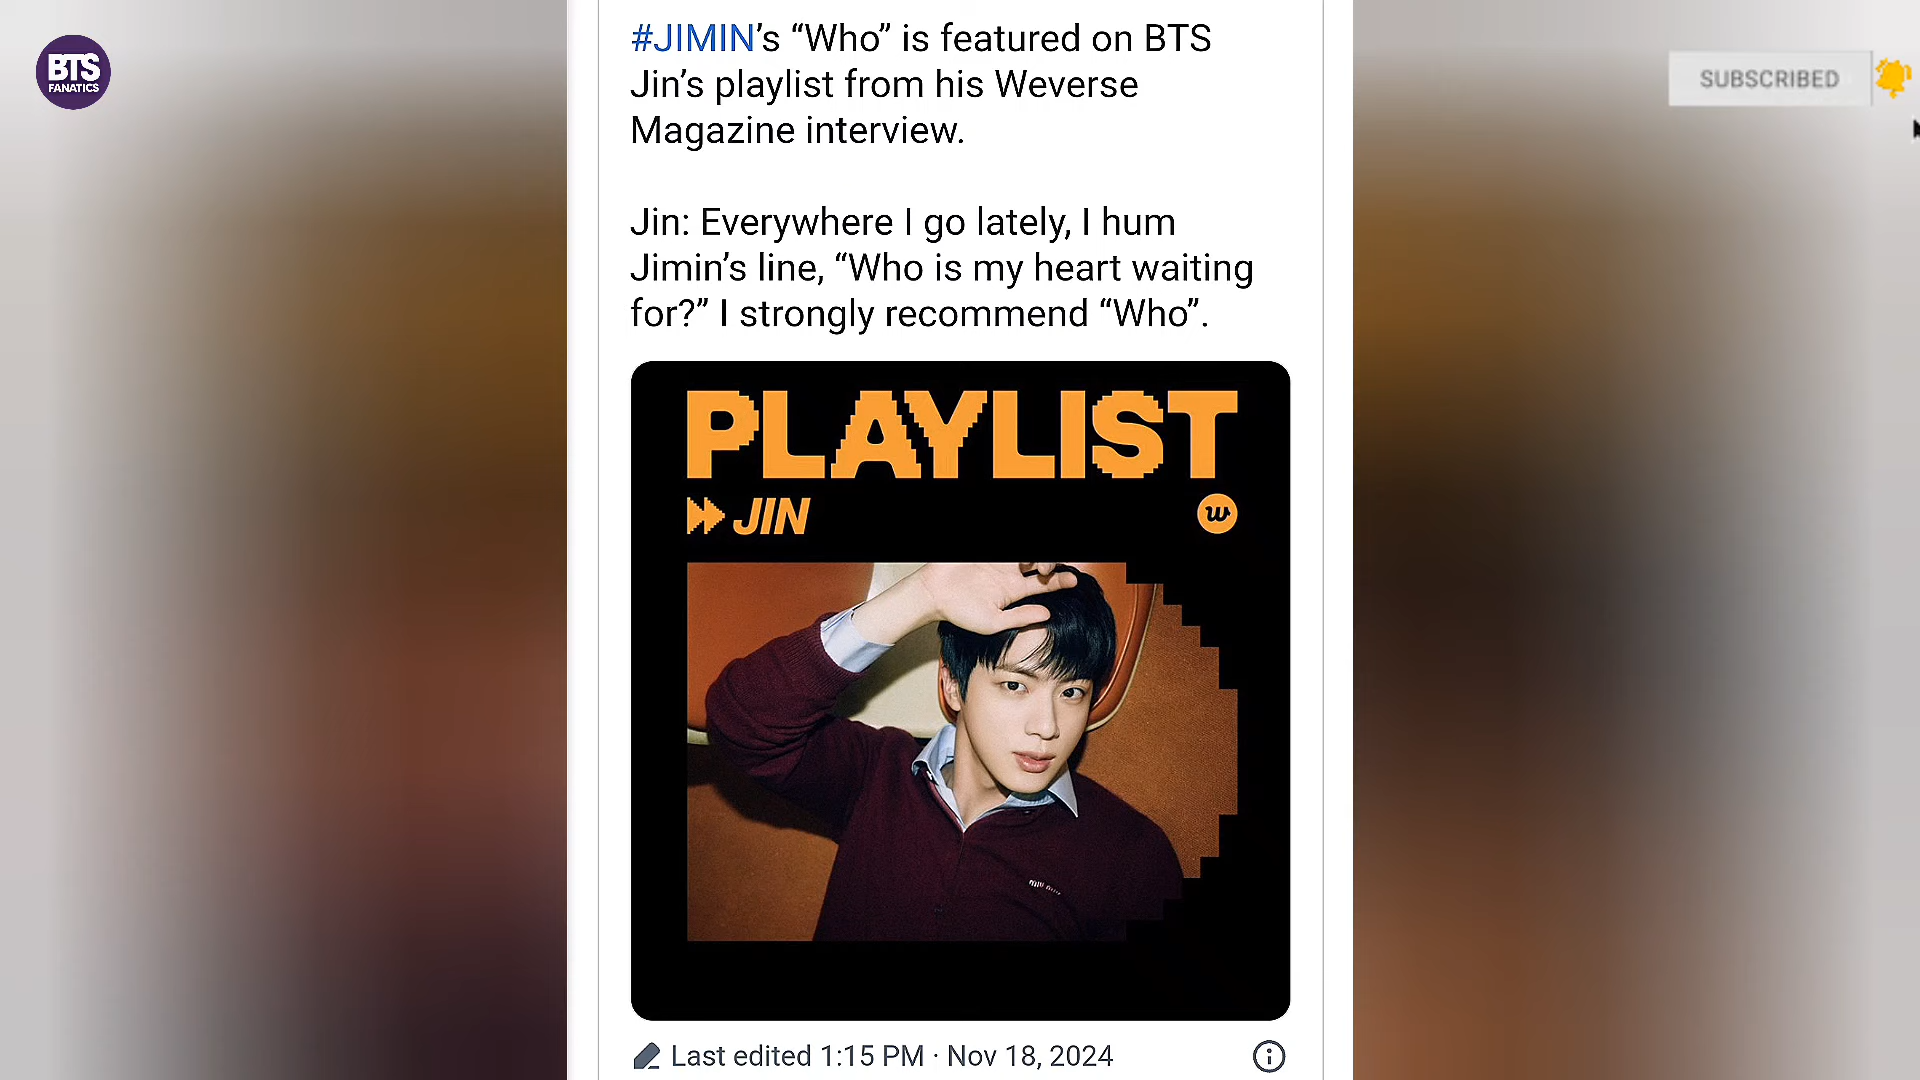 BTS
FANATICS
SUBSCRIBED
#JIMIN’s “Who” is featured on BTS
Jin’s playlist from his Weverse
Magazine interview.
Jin: Everywhere I go lately, I hum
Jimin’s line, “Who is my heart waiting
for?” I strongly recommend “Who”.
PLAYLIST
JIN
w
miu miu
Last edited 1:15 PM · Nov 18, 2024